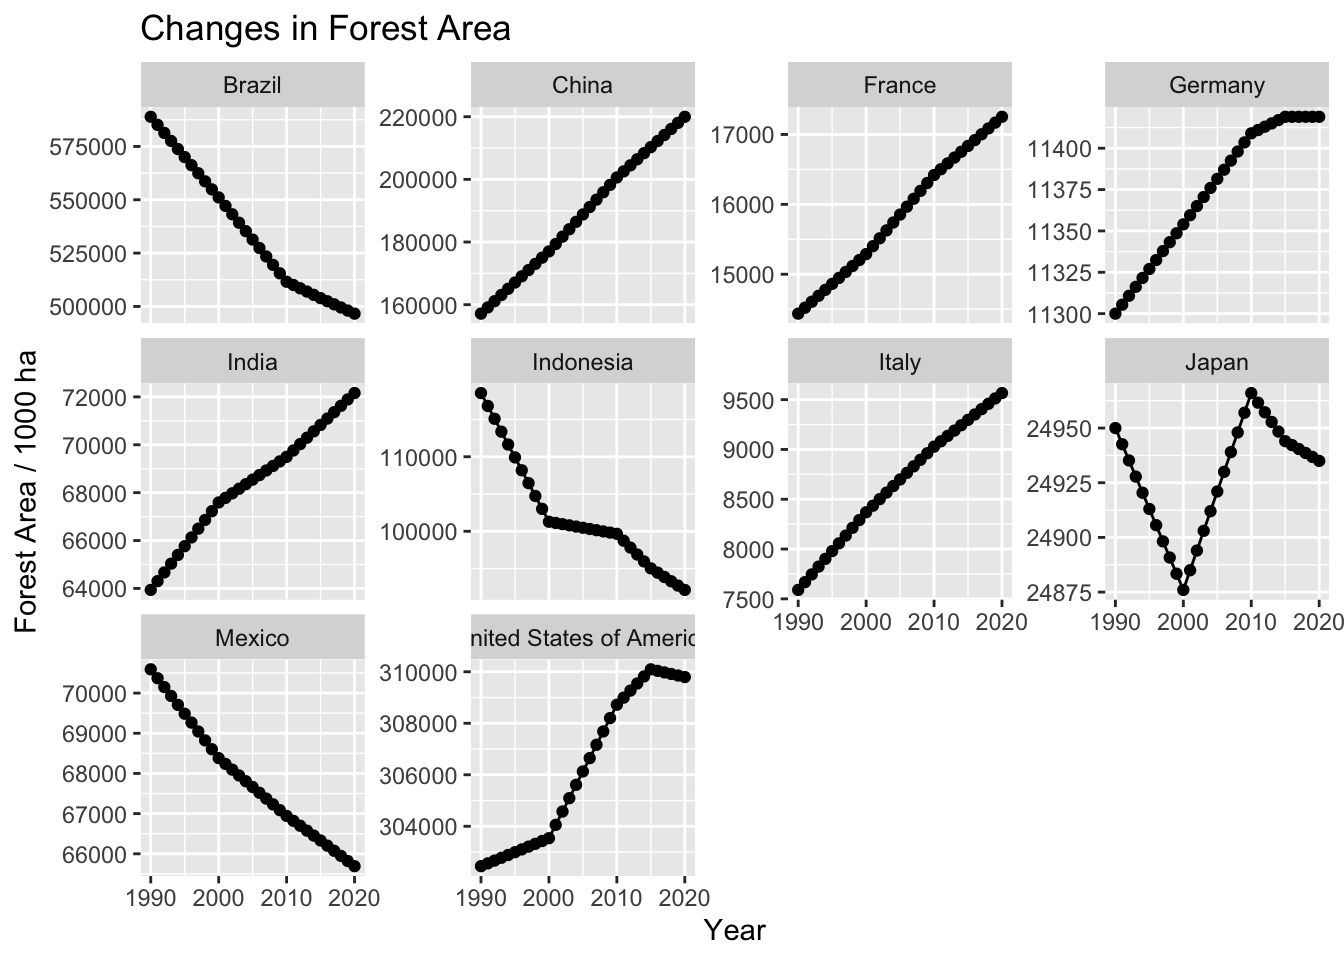 Changes in Forest Area
Brazil
China
France
Germany
575000
550000
525000
500000
220000
200000
180000
160000
17000
16000
15000
11400
11375
11350
11325
11300
India
Indonesia
Italy
Japan
72000
70000
68000
66000
64000
110000
100000
9500
9000
8500
8000
7500
24950
24925
24900
24875
1990 2000 2010 2020
1990 2000 2010 2020
Mexico
nited States of Americ
70000
69000
68000
67000
66000
310000
308000
306000
304000
1990 2000 2010 2020
1990 2000 2010 2020
Year
Forest Area / 1000 ha